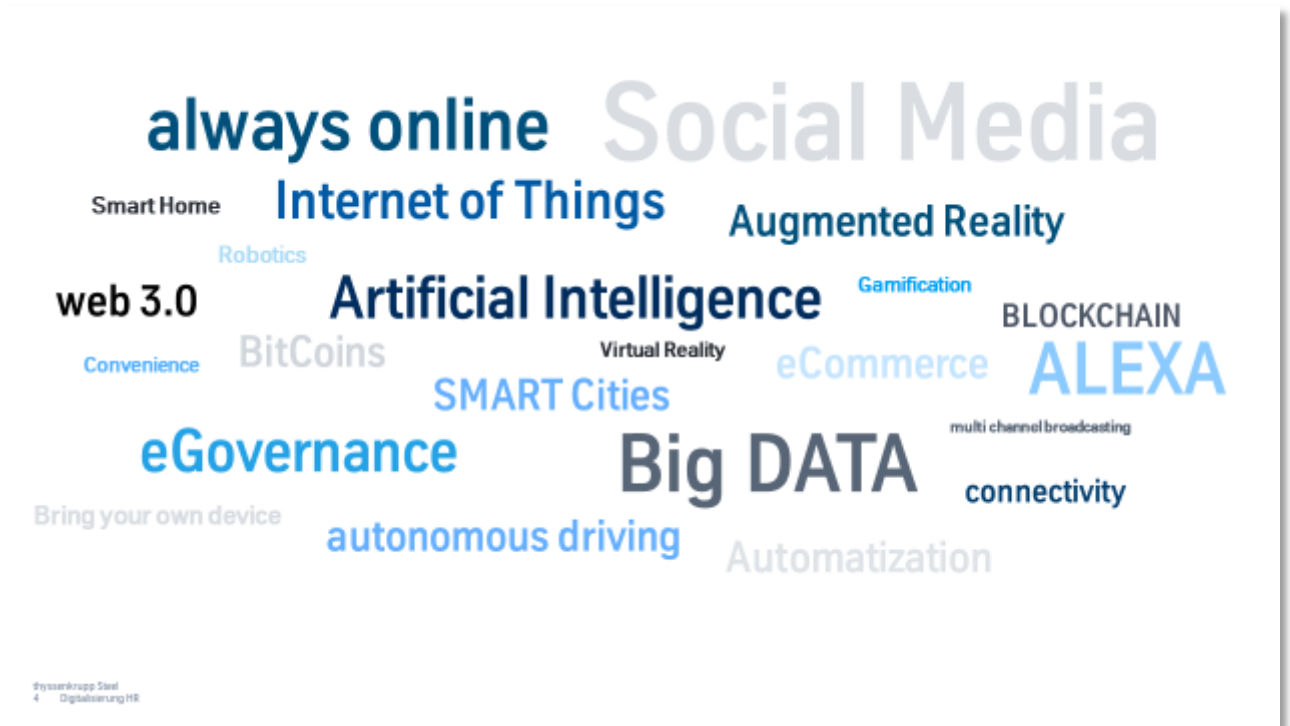 always online
Social Media
Smart Home
Internet of Things
Augmented Reality
Robotics
web 3.0
Artificial Intelligence
Gamification
BLOCKCHAIN
Convenience
BitCoins
Virtual Reality
eCommerce
ALEXA
SMART Cities
eGovernance
Big DATA
multi channel broadcasting
connectivity
Bring your own device
autonomous driving
Automatization
thyssenkrupp Steel
4 Digitalisierung HR